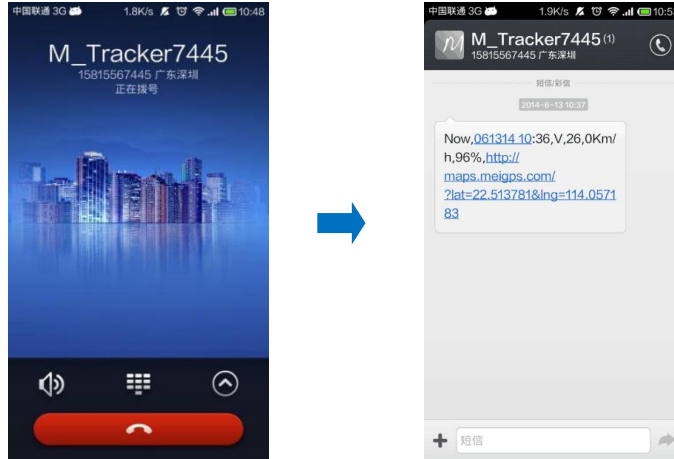 中国联通 3G 1.8K/s 10:48
M_Tracker7445
15815567445 广东深圳
正在拨号
中国联通 3G 1.9K/s
M_Tracker7445 (1)
15815567445 广东深圳
短信/彩信
2014-6-13 10:37
Now,061314 10:36,V,26,0Km/
h,96%,http://
maps.meigps.com/
?lat=22.513781&lng=114.0571
83
短信